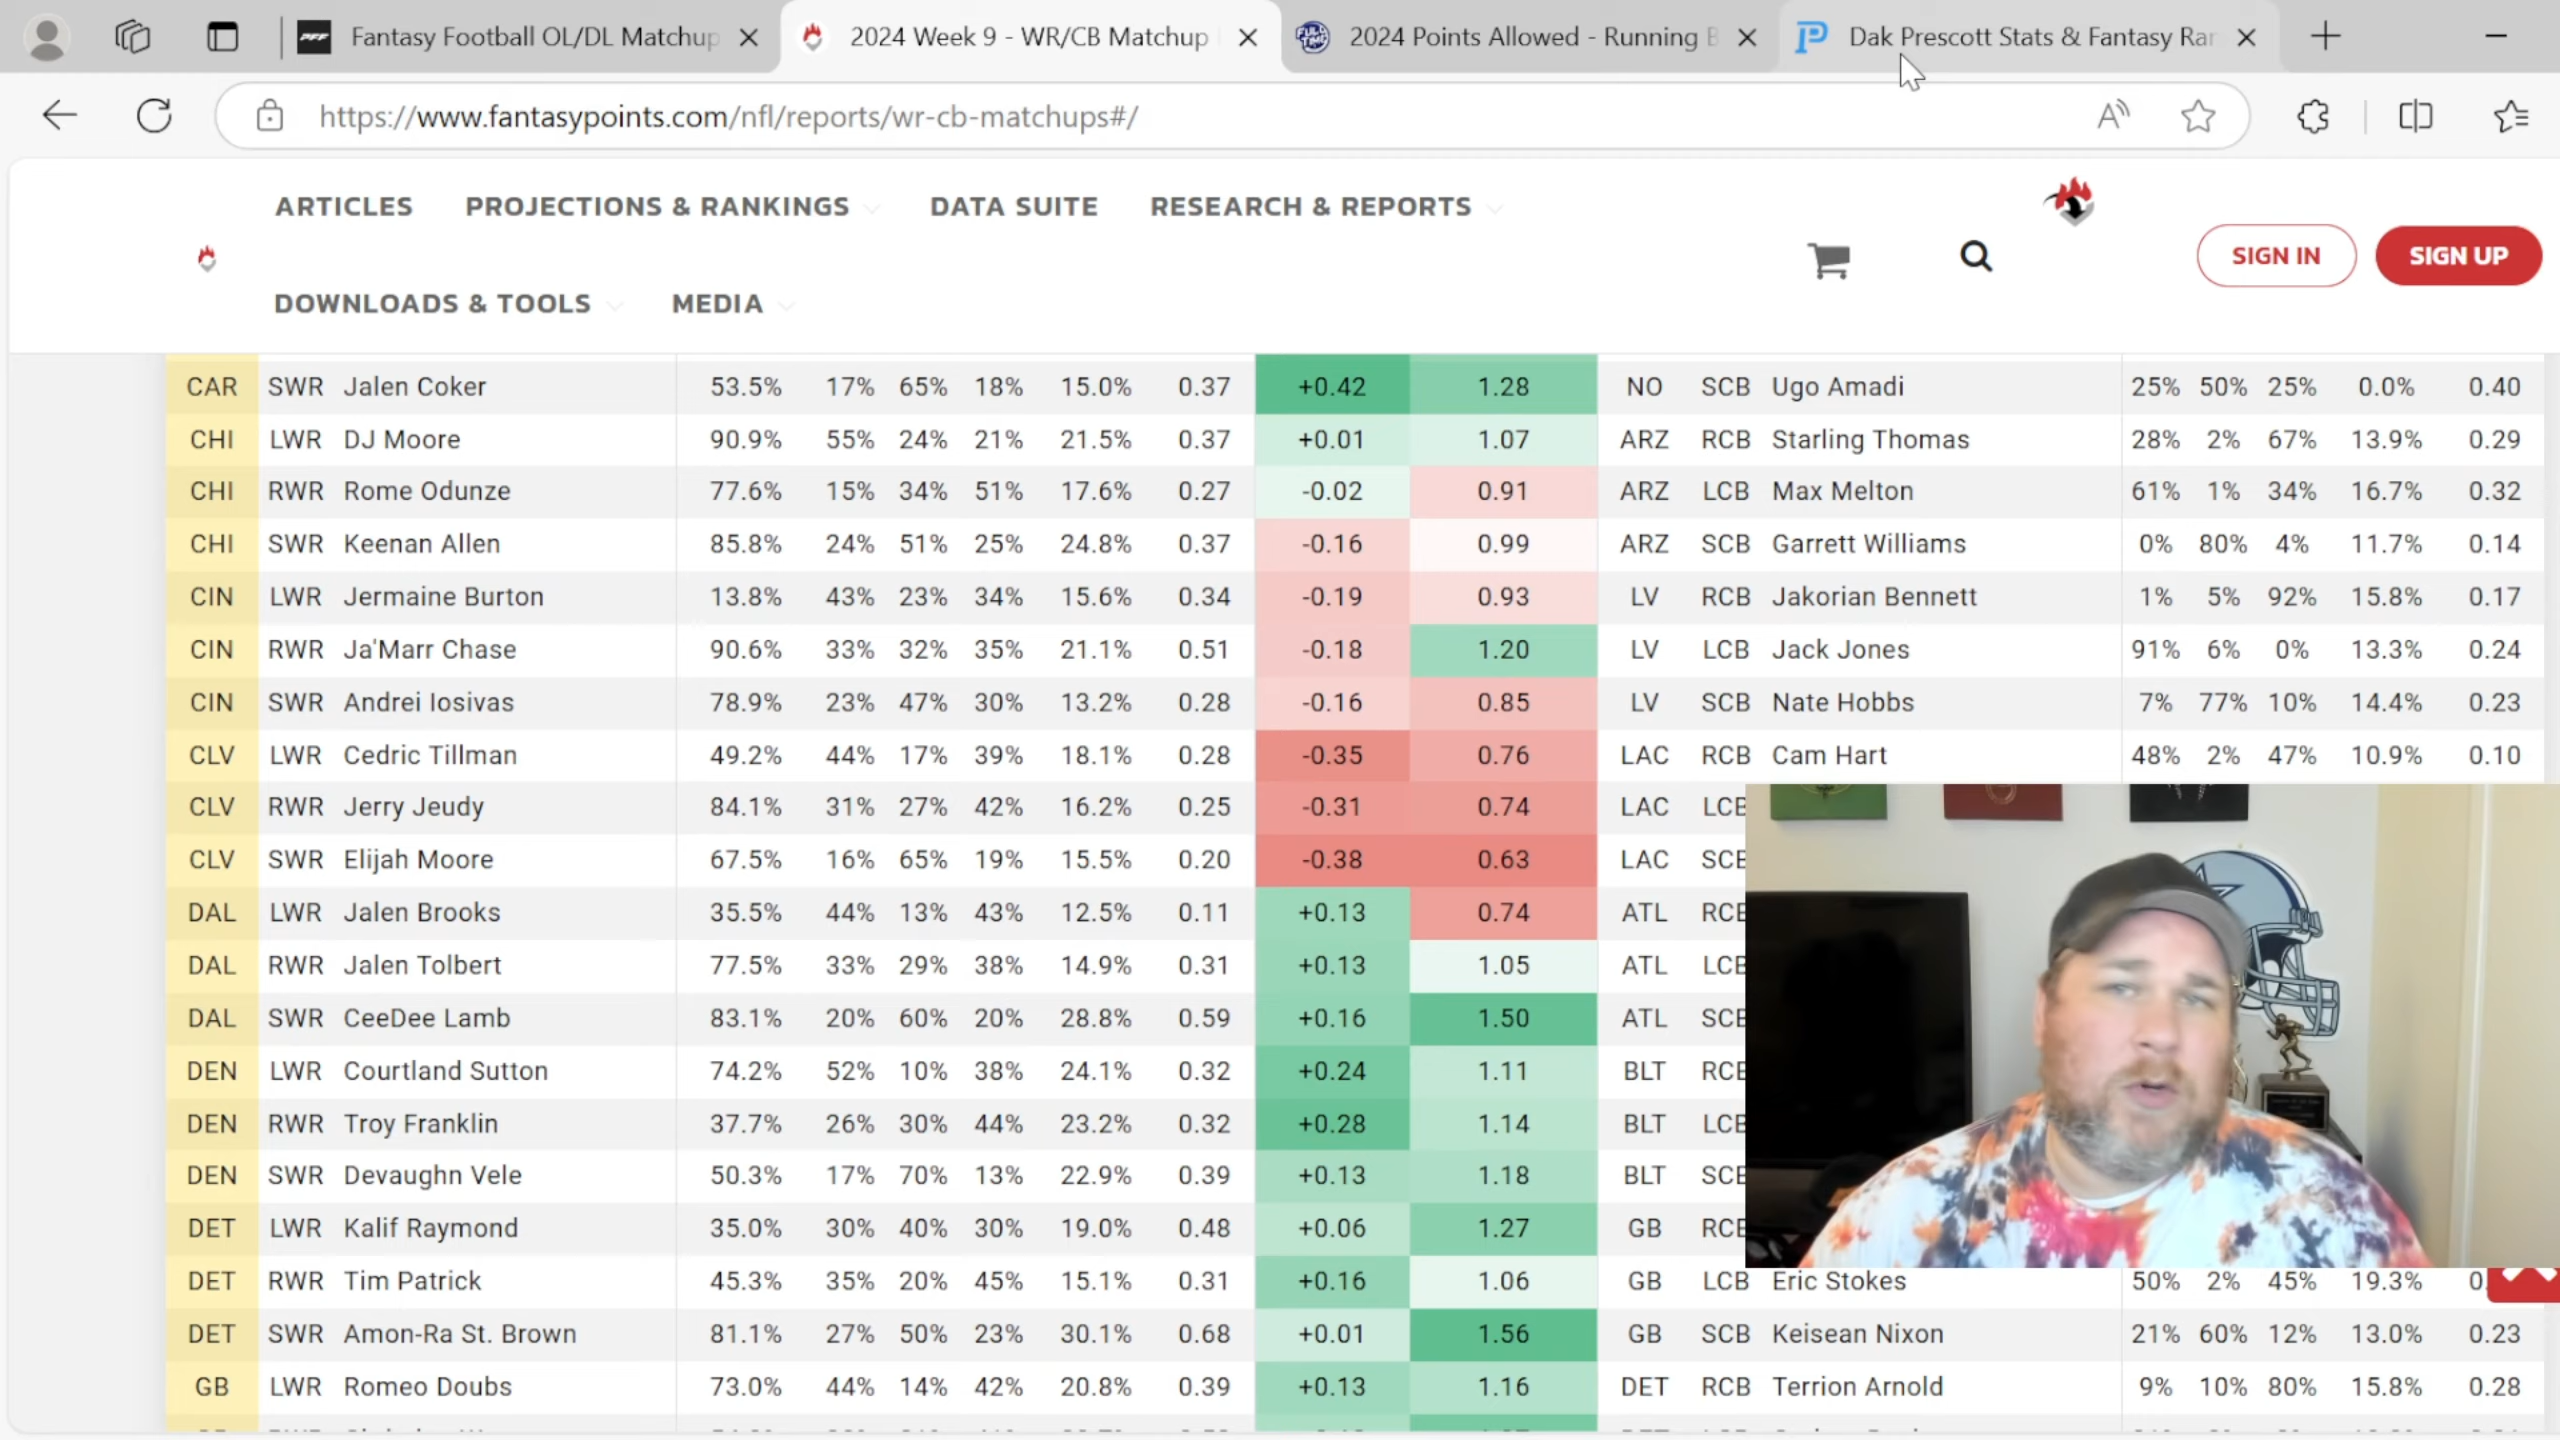 PFF Fantasy Football OL/DL Matchup 2024 Week 9 - WR/CB Matchup 2024 Points Allowed - Running B Dak Prescott Stats & Fantasy Ran
https://www.fantasypoints.com/nfl/reports/wr-cb-matchups#/
ARTICLES PROJECTIONS & RANKINGS DATA SUITE RESEARCH & REPORTS
SIGN IN SIGN UP
DOWNLOADS & TOOLS MEDIA
CAR SWR Jalen Coker 53.5% 17% 65% 18% 15.0% 0.37 +0.42 1.28 NO SCB Ugo Amadi 25% 50% 25% 0.0% 0.40
CHI LWR DJ Moore 90.9% 55% 24% 21% 21.5% 0.37 +0.01 1.07 ARZ RCB Starling Thomas 28% 2% 67% 13.9% 0.29
CHI RWR Rome Odunze 77.6% 15% 34% 51% 17.6% 0.27 -0.02 0.91 ARZ LCB Max Melton 61% 1% 34% 16.7% 0.32
CHI SWR Keenan Allen 85.8% 24% 51% 25% 24.8% 0.37 -0.16 0.99 ARZ SCB Garrett Williams 0% 80% 4% 11.7% 0.14
CIN LWR Jermaine Burton 13.8% 43% 23% 34% 15.6% 0.34 -0.19 0.93 LV RCB Jakorian Bennett 1% 5% 92% 15.8% 0.17
CIN RWR Ja'Marr Chase 90.6% 33% 32% 35% 21.1% 0.51 -0.18 1.20 LV LCB Jack Jones 91% 6% 0% 13.3% 0.24
CIN SWR Andrei Iosivas 78.9% 23% 47% 30% 13.2% 0.28 -0.16 0.85 LV SCB Nate Hobbs 7% 77% 10% 14.4% 0.23
CLV LWR Cedric Tillman 49.2% 44% 17% 39% 18.1% 0.28 -0.35 0.76 LAC RCB Cam Hart 48% 2% 47% 10.9% 0.10
CLV RWR Jerry Jeudy 84.1% 31% 27% 42% 16.2% 0.25 -0.31 0.74 LAC LCB
CLV SWR Elijah Moore 67.5% 16% 65% 19% 15.5% 0.20 -0.38 0.63 LAC SCB
DAL LWR Jalen Brooks 35.5% 44% 13% 43% 12.5% 0.11 +0.13 0.74 ATL RCB
DAL RWR Jalen Tolbert 77.5% 33% 29% 38% 14.9% 0.31 +0.13 1.05 ATL LCB
DAL SWR CeeDee Lamb 83.1% 20% 60% 20% 28.8% 0.59 +0.16 1.50 ATL SCB
DEN LWR Courtland Sutton 74.2% 52% 10% 38% 24.1% 0.32 +0.24 1.11 BLT RCB
DEN RWR Troy Franklin 37.7% 26% 30% 44% 23.2% 0.32 +0.28 1.14 BLT LCB
DEN SWR Devaughn Vele 50.3% 17% 70% 13% 22.9% 0.39 +0.13 1.18 BLT SCB
DET LWR Kalif Raymond 35.0% 30% 40% 30% 19.0% 0.48 +0.06 1.27 GB RCB
DET RWR Tim Patrick 45.3% 35% 20% 45% 15.1% 0.31 +0.16 1.06 GB LCB Eric Stokes 50% 2% 45% 19.3%
DET SWR Amon-Ra St. Brown 81.1% 27% 50% 23% 30.1% 0.68 +0.01 1.56 GB SCB Keisean Nixon 21% 60% 12% 13.0% 0.23
GB LWR Romeo Doubs 73.0% 44% 14% 42% 20.8% 0.39 +0.13 1.16 DET RCB Terrion Arnold 9% 10% 80% 15.8% 0.28